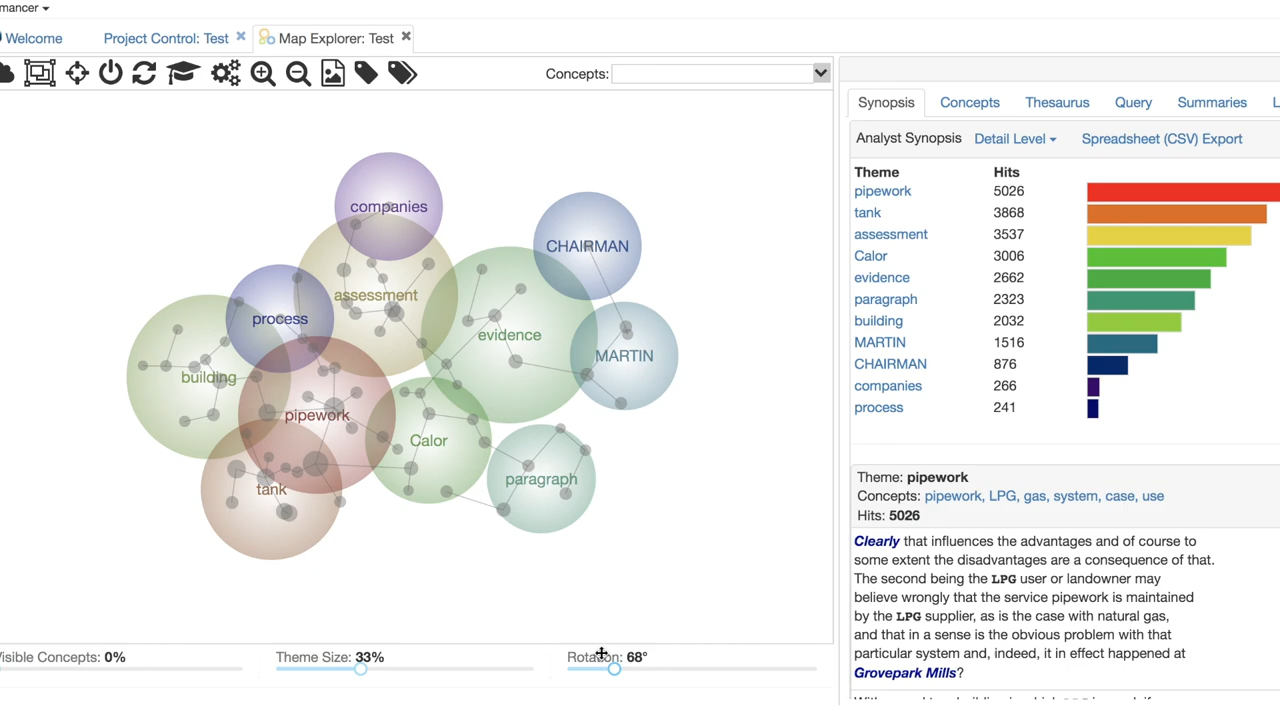 mancer
Welcome
Project Control: Test
Map Explorer: Test
Concepts:
companies
CHAIRMAN
assessment
process
evidence
MARTIN
building
pipework
Calor
paragraph
tank
Visible Concepts: 0%
Theme Size: 33%
Rotation: 68°
Synopsis Concepts Thesaurus Query Summaries L
Analyst Synopsis Detail Level Spreadsheet (CSV) Export
Theme Hits
pipework 5026
tank 3868
assessment 3537
Calor 3006
evidence 2662
paragraph 2323
building 2032
MARTIN 1516
CHAIRMAN 876
companies 266
process 241
Theme: pipework
Concepts: pipework, LPG, gas, system, case, use
Hits: 5026
Clearly that influences the advantages and of course to
some extent the disadvantages are a consequence of that.
The second being the LPG user or landowner may
believe wrongly that the service pipework is maintained
by the LPG supplier, as is the case with natural gas,
and that in a sense is the obvious problem with that
particular system and, indeed, it in effect happened at
Grovepark Mills?